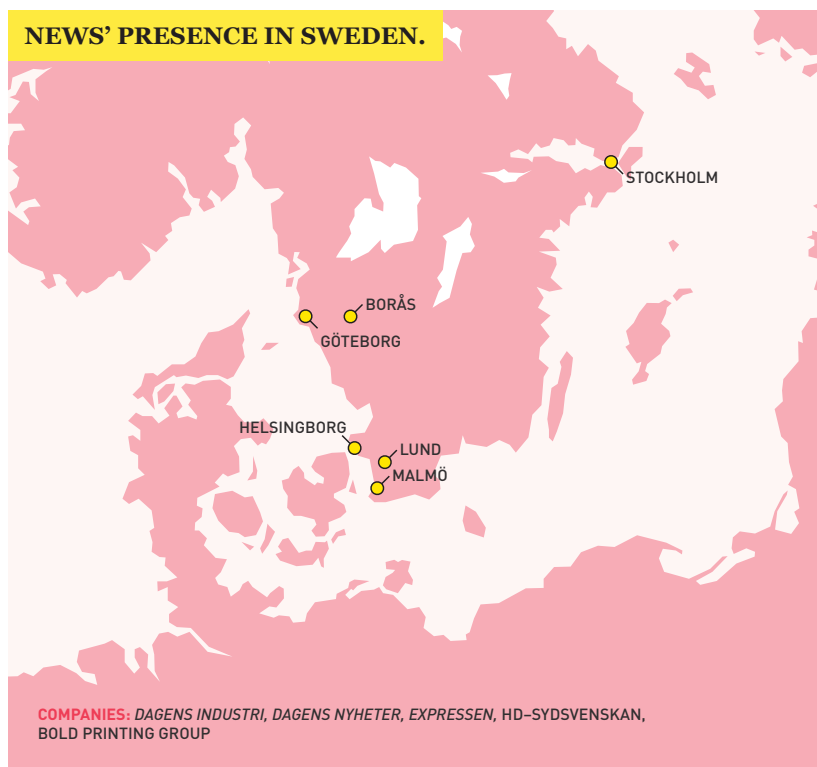 NEWS’ PRESENCE IN SWEDEN.
STOCKHOLM
BORÅS
GÖTEBORG
HELSINGBORG
LUND
MALMÖ
COMPANIES: DAGENS INDUSTRI, DAGENS NYHETER, EXPRESSEN, HD–SYDSVENSKAN,
BOLD PRINTING GROUP